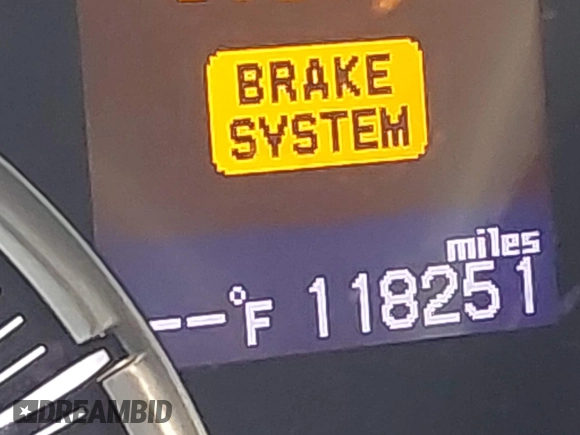 BRAKE
SYSTEM
miles
--°F 118251
DREAMBID